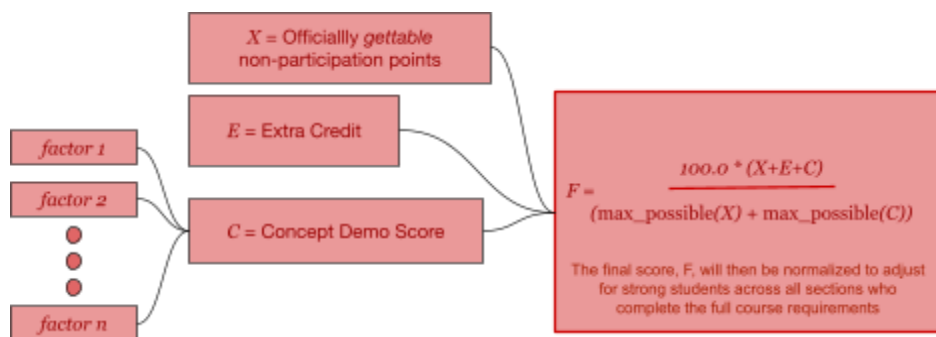 X = Officiallly gettable
non-participation points
E = Extra Credit
factor 1
factor 2
factor n
C = Concept Demo Score
F =
100.0 * (X+E+C)
(max_possible(X) + max_possible(C))
The final score, F, will then be normalized to adjust
for strong students across all sections who
complete the full course requirements